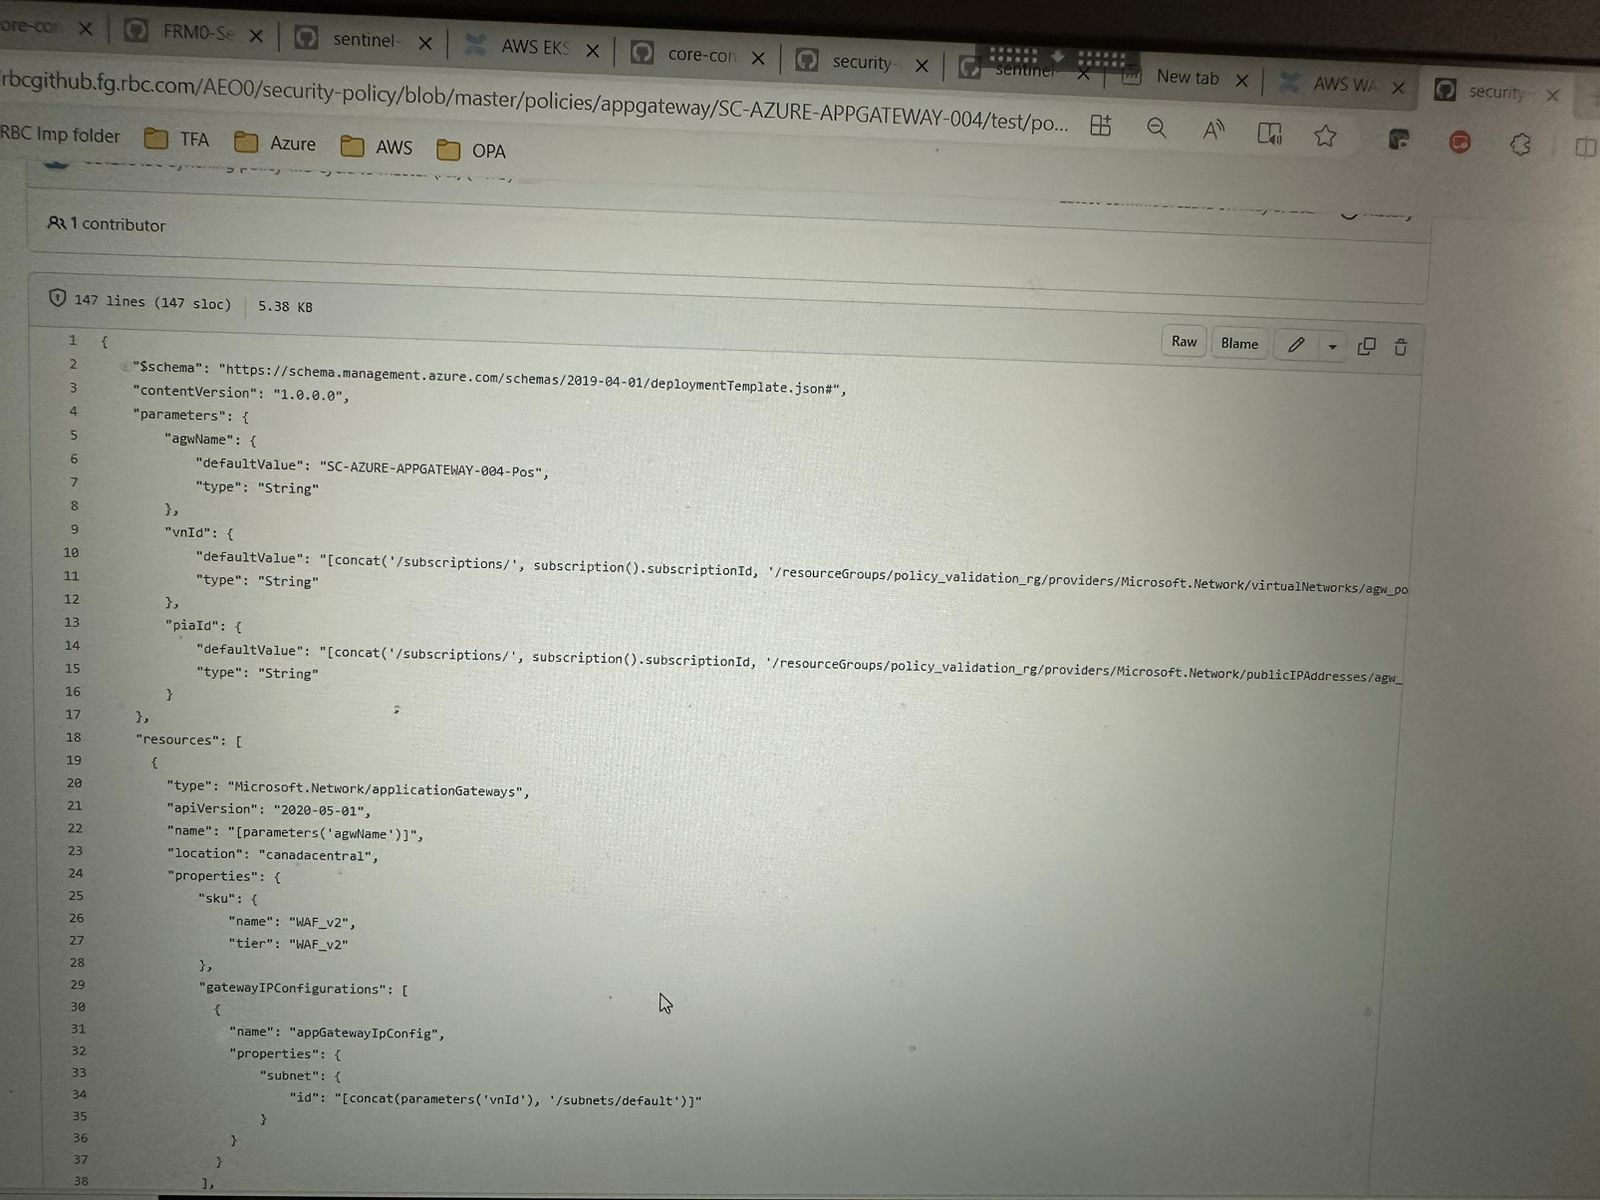 ore-con
FRM0-Se
sentinel-
AWS EKS
core-con
security-
sentinel-
New tab
AWS WA
security-
rbcgithub.fg.rbc.com/AEO0/security-policy/blob/master/policies/appgateway/SC-AZURE-APPGATEWAY-004/test/po...
RBC Imp folder
TFA
Azure
AWS
OPA
1 contributor
147 lines (147 sloc)
5.38 KB
Raw
Blame
1 {
2 "$schema": "https://schema.management.azure.com/schemas/2019-04-01/deploymentTemplate.json#",
3 "contentVersion": "1.0.0.0",
4 "parameters": {
5 "agwName": {
6 "defaultValue": "SC-AZURE-APPGATEWAY-004-Pos",
7 "type": "String"
8 },
9 "vnId": {
10 "defaultValue": "[concat('/subscriptions/', subscription().subscriptionId, '/resourceGroups/policy_validation_rg/providers/Microsoft.Network/virtualNetworks/agw_po
11 "type": "String"
12 },
13 "piaId": {
14 "defaultValue": "[concat('/subscriptions/', subscription().subscriptionId, '/resourceGroups/policy_validation_rg/providers/Microsoft.Network/publicIPAddresses/agw_
15 "type": "String"
16 }
17 },
18 "resources": [
19 {
20 "type": "Microsoft.Network/applicationGateways",
21 "apiVersion": "2020-05-01",
22 "name": "[parameters('agwName')]",
23 "location": "canadacentral",
24 "properties": {
25 "sku": {
26 "name": "WAF_v2",
27 "tier": "WAF_v2"
28 },
29 "gatewayIPConfigurations": [
30 {
31 "name": "appGatewayIpConfig",
32 "properties": {
33 "subnet": {
34 "id": "[concat(parameters('vnId'), '/subnets/default')]"
35 }
36 }
37 }
38 ],